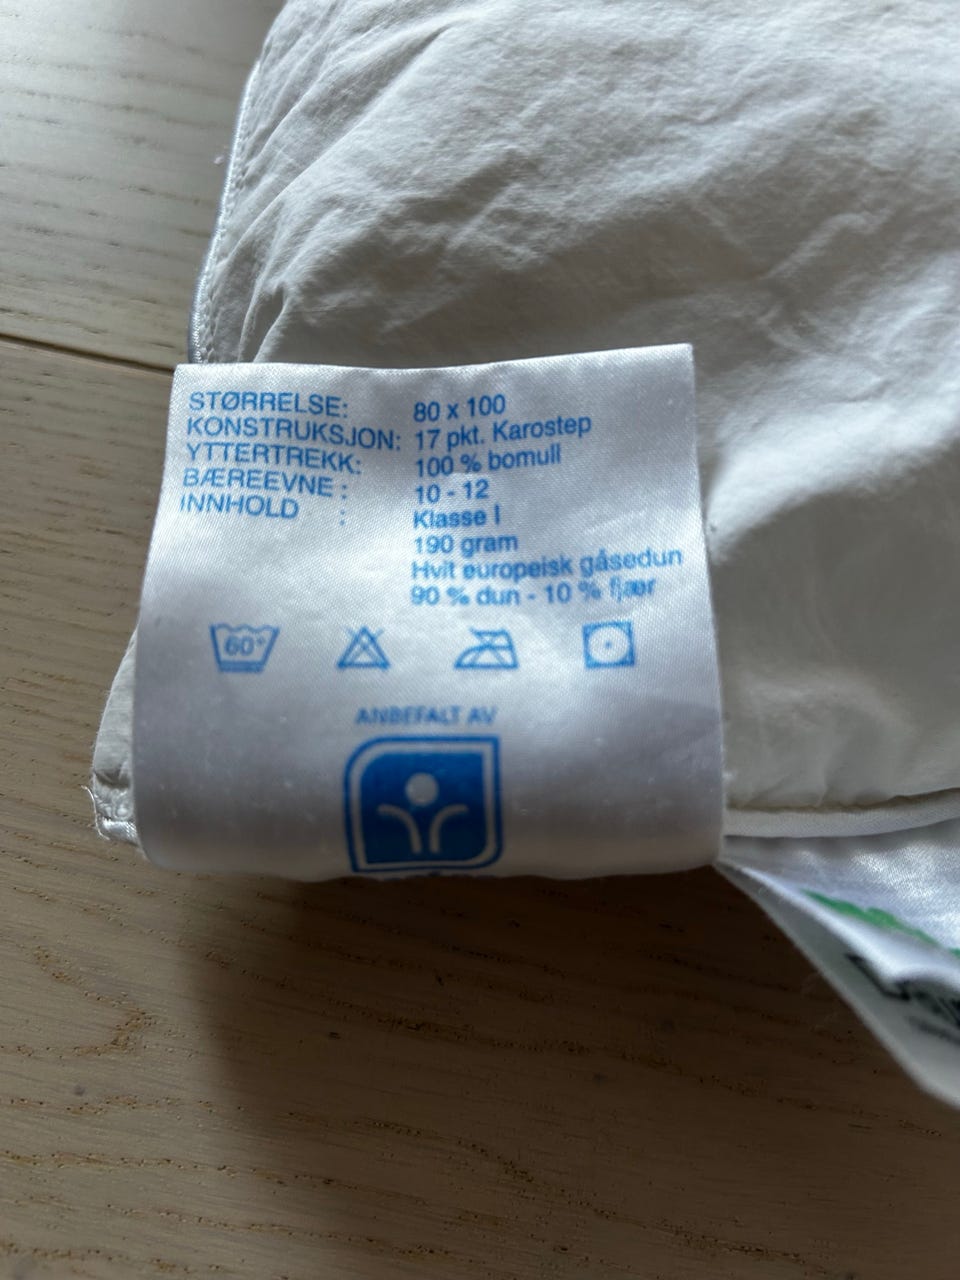 STØRRELSE: 80 x 100
KONSTRUKSJON: 17 pkt. Karostep
YTTERTREKK: 100 % bomull
BÆREEVNE : 10 - 12
INNHOLD : Klasse I
190 gram
Hvit europeisk gåsedun
90 % dun - 10 % fjær
60°
ANBEFALT AV